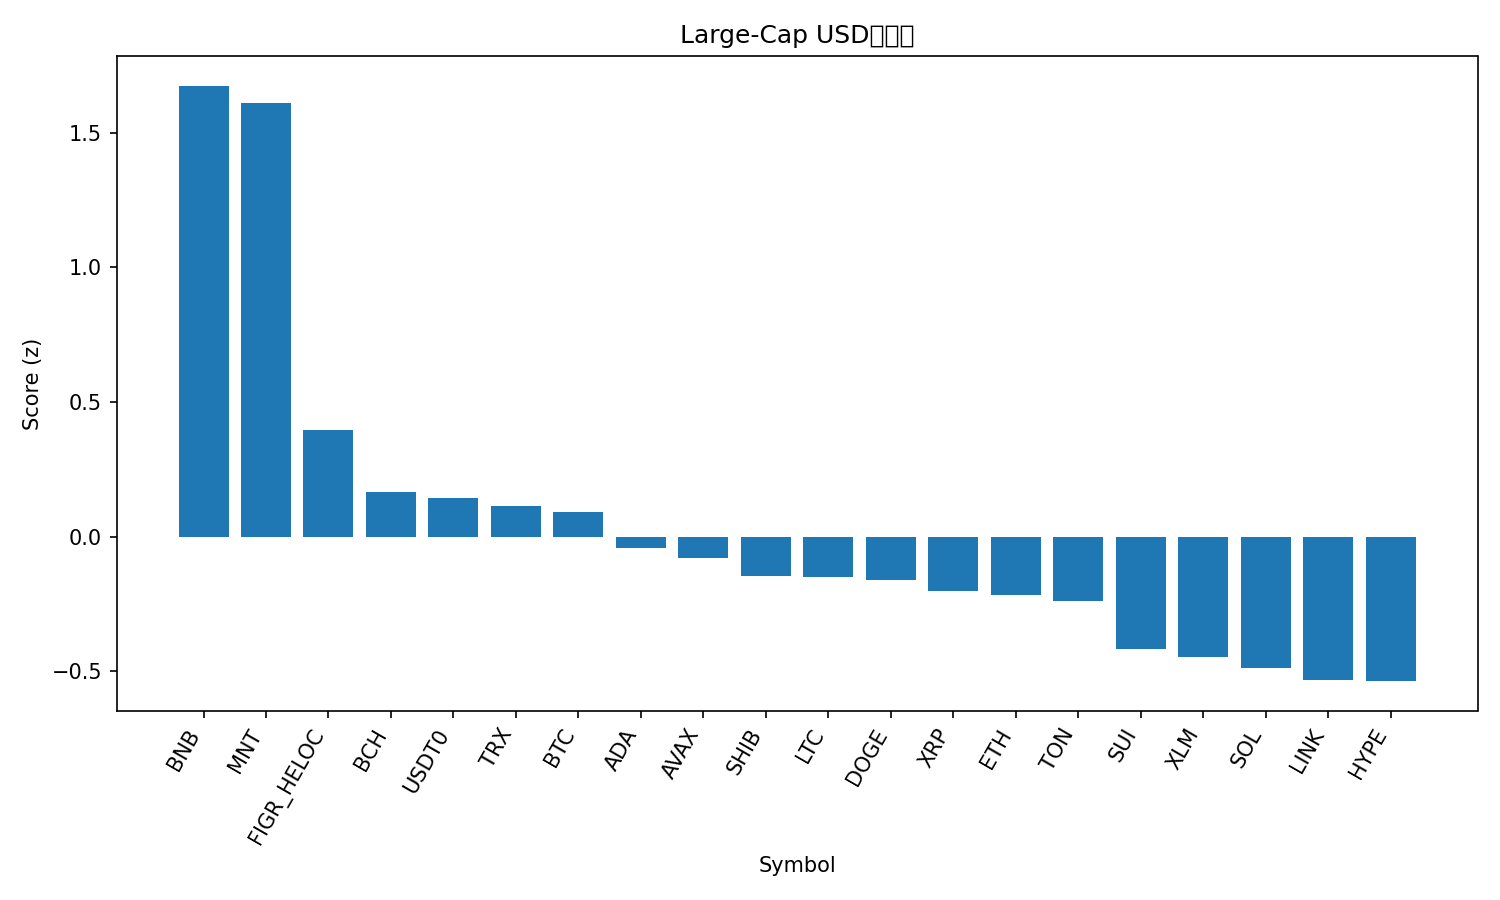 Large-Cap USD
Score (z)
1.5
1.0
0.5
0.0
−0.5
BNB
MNT
FIGR_HELOC
BCH
USDT0
TRX
BTC
ADA
AVAX
SHIB
LTC
DOGE
XRP
ETH
TON
SUI
XLM
SOL
LINK
HYPE
Symbol